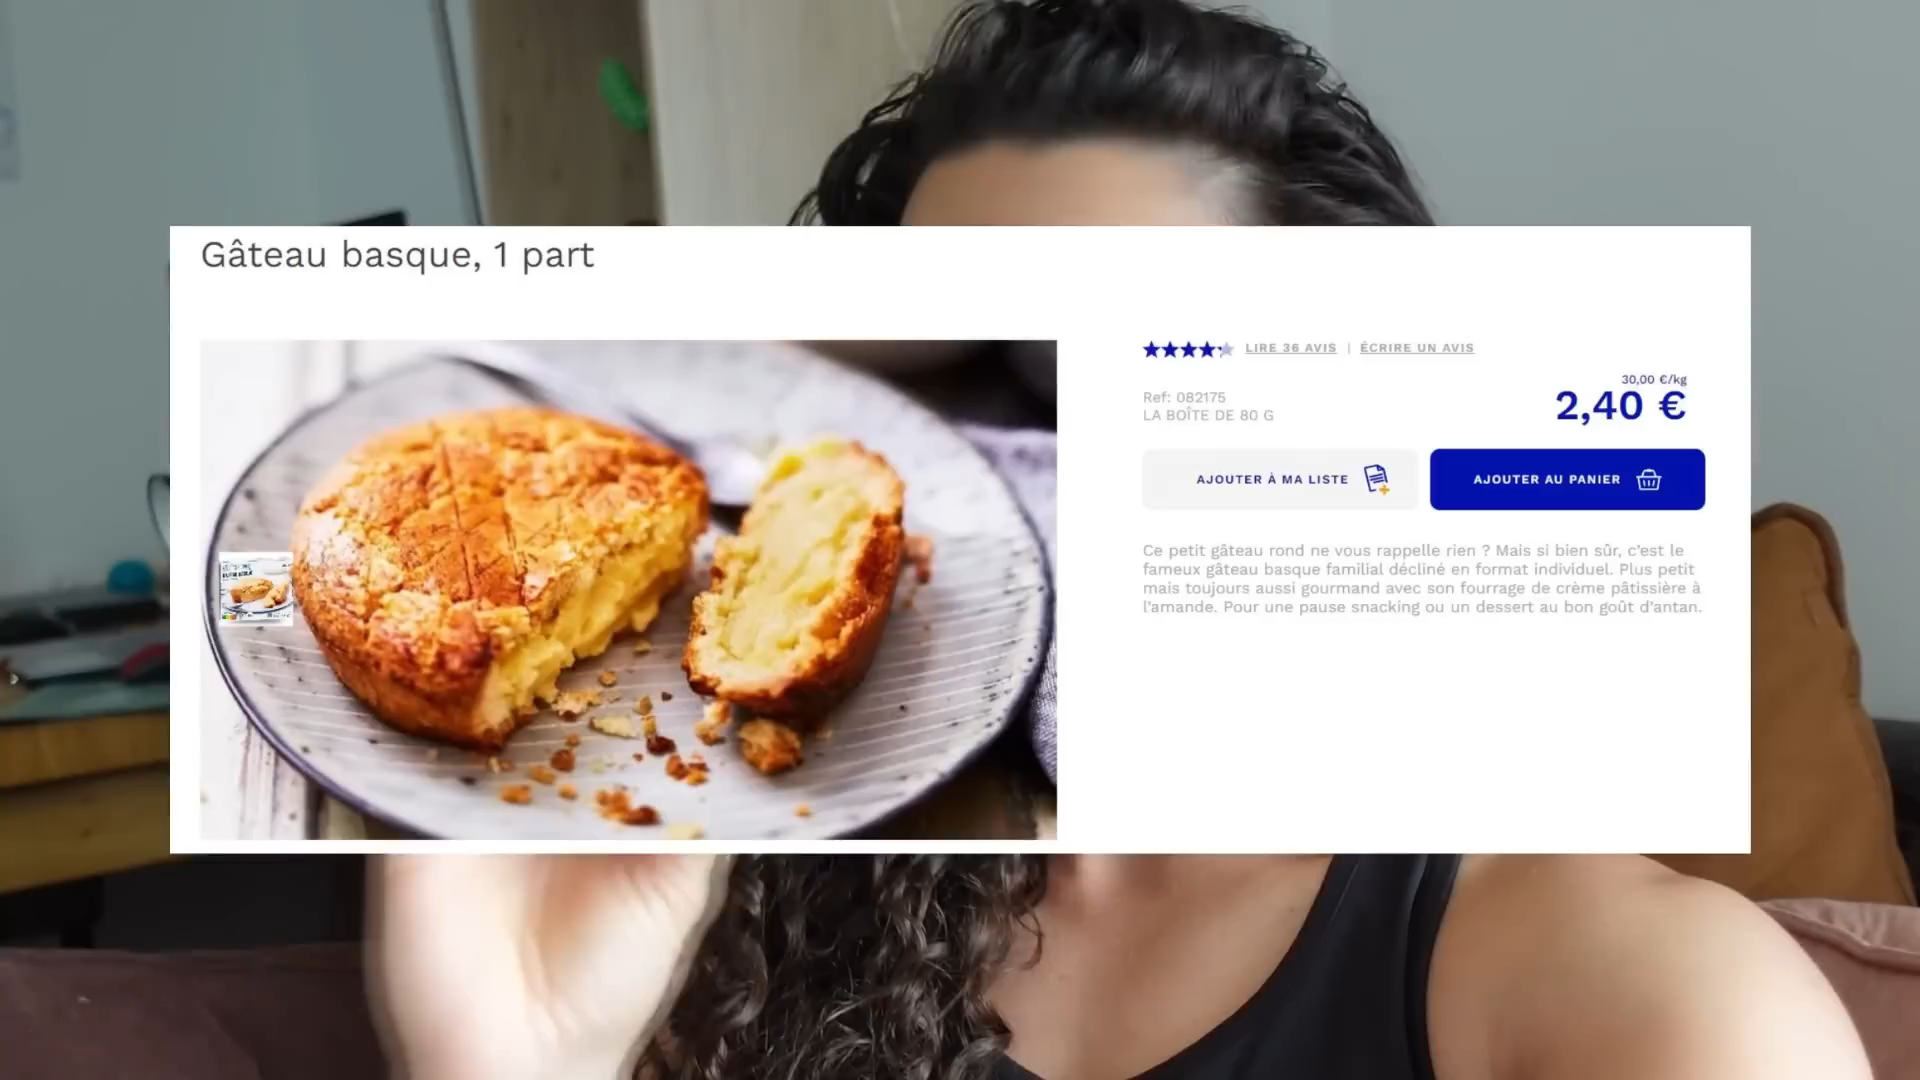 Gâteau basque, 1 part
LIRE 36 AVIS | ÉCRIRE UN AVIS
30,00 €/kg
2,40 €
Ref: 082175
LA BOÎTE DE 80 G
AJOUTER À MA LISTE
AJOUTER AU PANIER
Ce petit gâteau rond ne vous rappelle rien ? Mais si bien sûr, c’est le
fameux gâteau basque familial décliné en format individuel. Plus petit
mais toujours aussi gourmand avec son fourrage de crème pâtissière à
l’amande. Pour une pause snacking ou un dessert au bon goût d’antan.